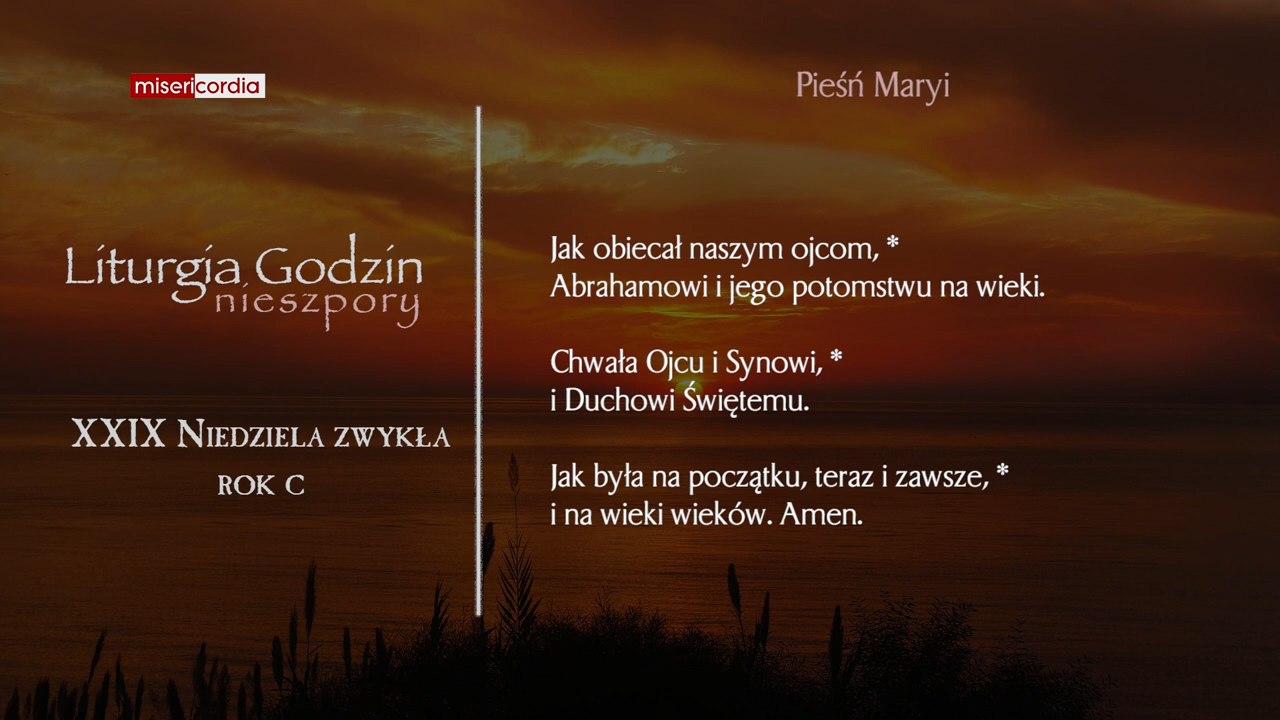 misericordia
Pieśń Maryi
Liturgia Godzin
nieszpory
XXIX Niedziela zwykła
rok C
Jak obiecał naszym ojcom, *
Abrahamowi i jego potomstwu na wieki.
Chwała Ojcu i Synowi, *
i Duchowi Świętemu.
Jak była na początku, teraz i zawsze, *
i na wieki wieków. Amen.